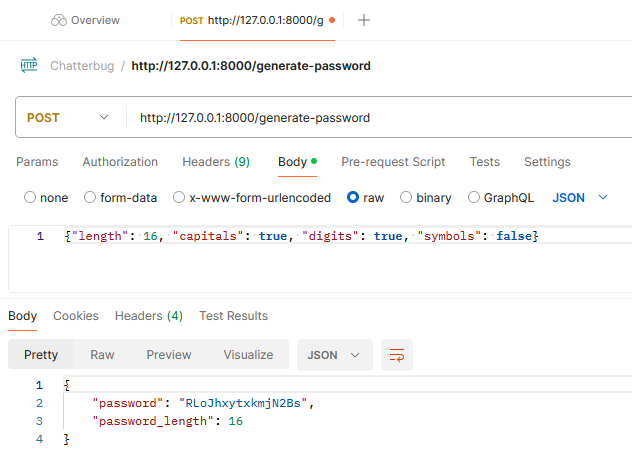 Overview POST http://127.0.0.1:8000/g
HTTP Chatterbug / http://127.0.0.1:8000/generate-password
POST http://127.0.0.1:8000/generate-password
Params Authorization Headers (9) Body Pre-request Script Tests Settings
none form-data x-www-form-urlencoded raw binary GraphQL JSON
1 {"length": 16, "capitals": true, "digits": true, "symbols": false}
Body Cookies Headers (4) Test Results
Pretty Raw Preview Visualize JSON
1 {
2 "password": "RLoJhxytxkmjN2Bs",
3 "password_length": 16
4 }